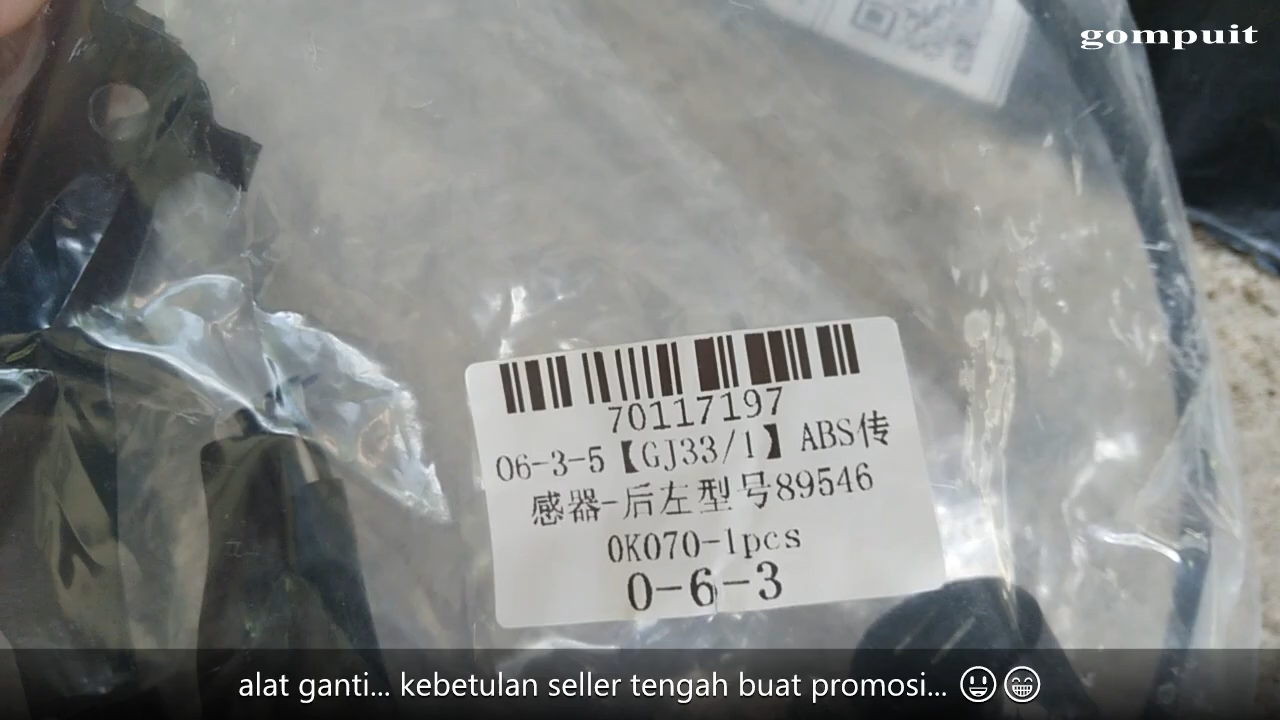 gompuit
70117197
06-3-5【GJ33/1】ABS传
感器-后左型号89546
0K070-1pcs
0-6-3
alat ganti... kebetulan seller tengah buat promosi... 😃😁